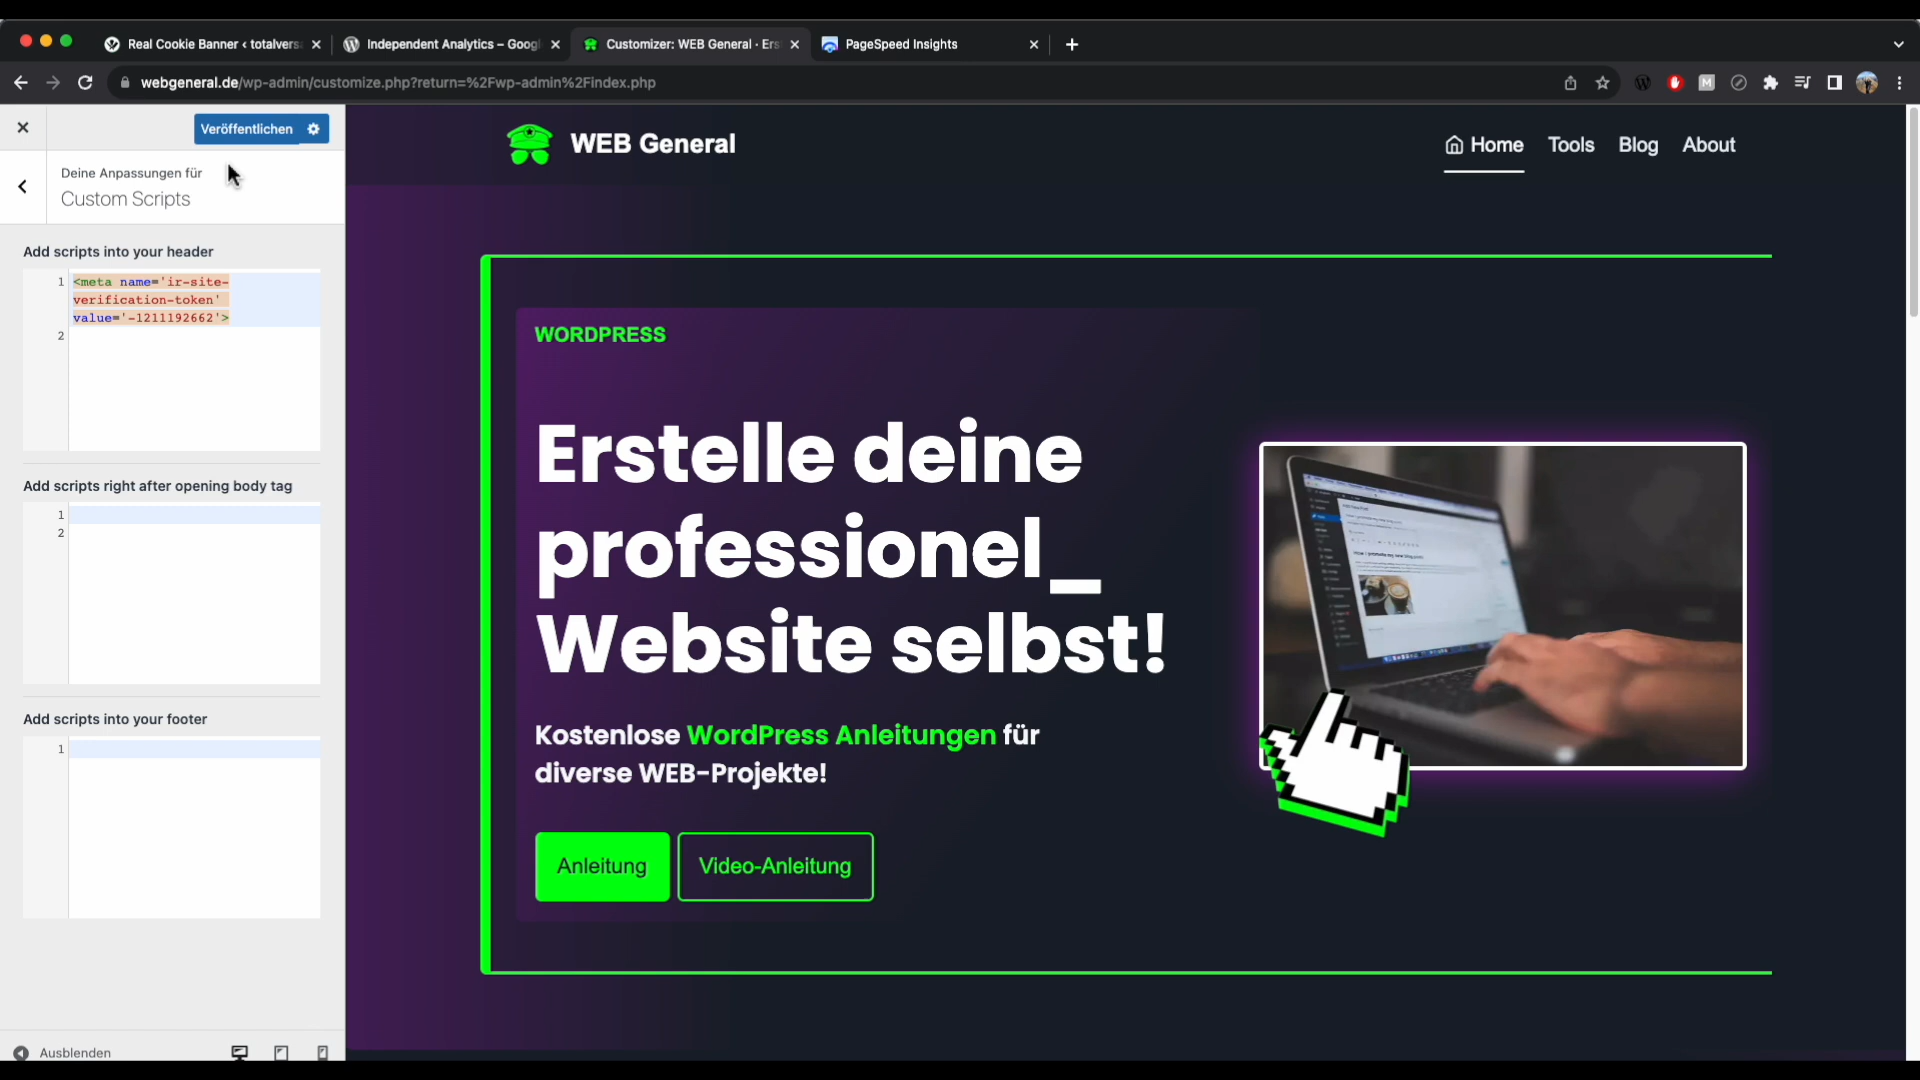 Real Cookie Banner ‹ totalvers
Independent Analytics – Googl
Customizer: WEB General · Ers
PageSpeed Insights
webgeneral.de/wp-admin/customize.php?return=%2Fwp-admin%2Findex.php
Veröffentlichen
Deine Anpassungen für
Custom Scripts
Add scripts into your header
1 <meta name='ir-site-
verification-token'
value='-1211192662'>
2
Add scripts right after opening body tag
1
2
Add scripts into your footer
1
Ausblenden
WEB General
Home Tools Blog About
WORDPRESS
Erstelle deine
professionel_
Website selbst!
Kostenlose WordPress Anleitungen für
diverse WEB-Projekte!
Anleitung
Video-Anleitung